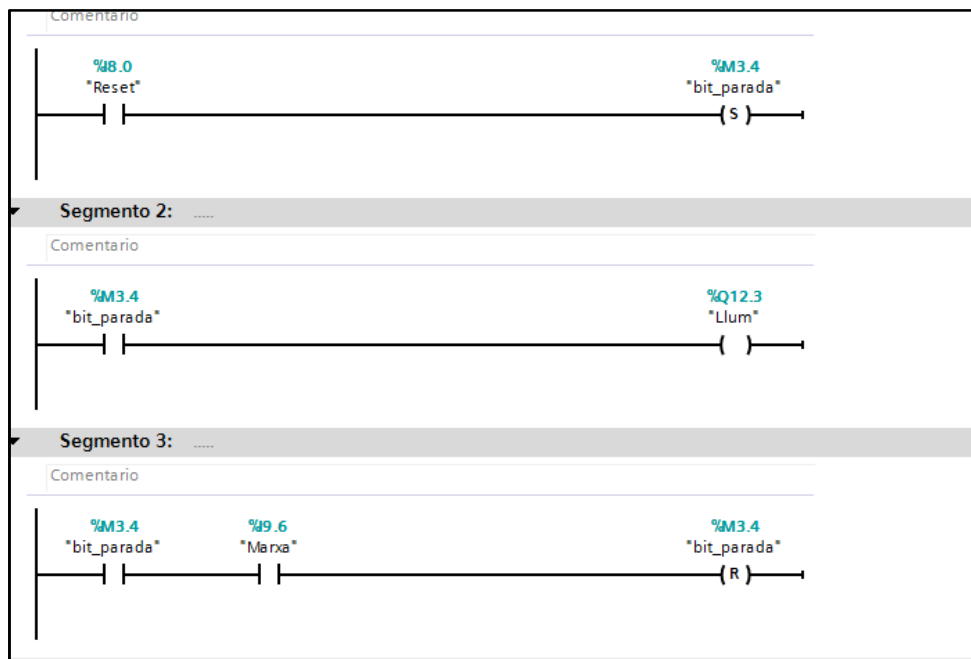 Comentario
%I8.0 %M3.4
"Reset" "bit_parada"
( S )
Segmento 2: .....
Comentario
%M3.4 %Q12.3
"bit_parada" "Llum"
( )
Segmento 3: .....
Comentario
%M3.4 %I9.6 %M3.4
"bit_parada" "Marxa" "bit_parada"
( R )